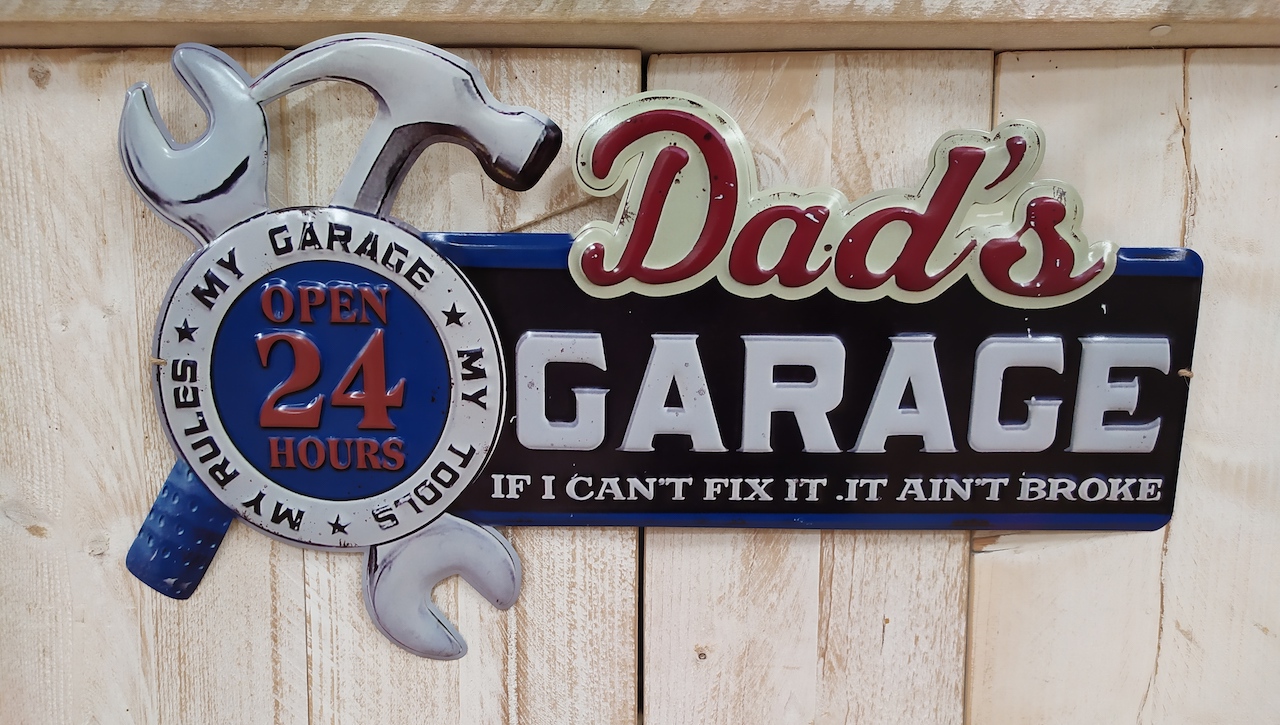 MY GARAGE ★ MY TOOLS ★ MY RULES ★
OPEN
24
HOURS
Dad's
GARAGE
IF I CAN'T FIX IT .IT AIN'T BROKE